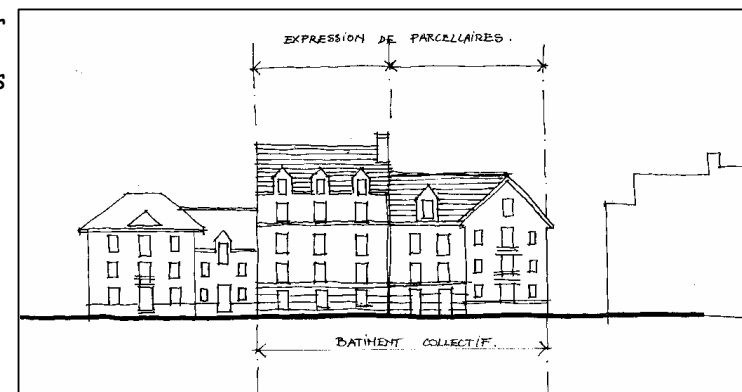 r
EXPRESSION DE PARCELLAIRES.
s
BATIMENT COLLECTIF.